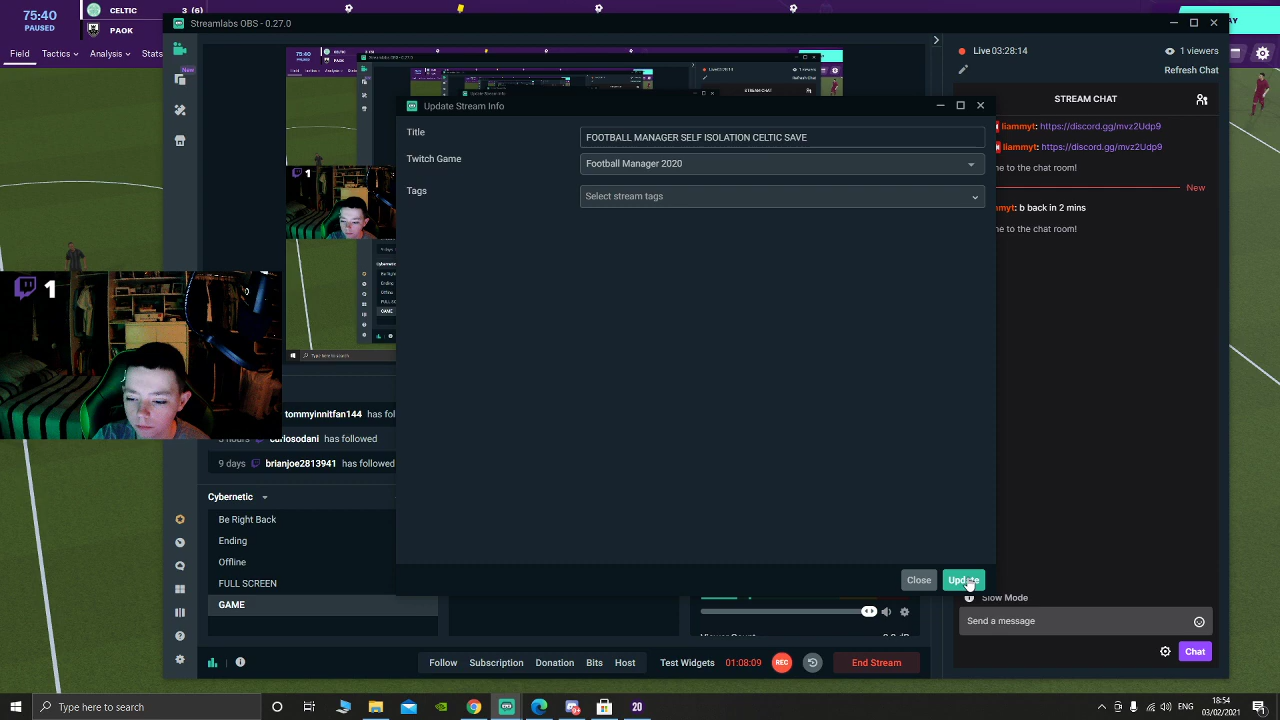 75:40
PAUSED
CELTIC 3 (6)
PAOK
Field Tactics Analysis Stats
Streamlabs OBS - 0.27.0
New
Live 03:28:14
1 viewers
Refresh Chat
STREAM CHAT
liammyt: https://discord.gg/mvz2Udp9
liammyt: https://discord.gg/mvz2Udp9
me to the chat room!
New
myt: b back in 2 mins
me to the chat room!
Update Stream Info
Title
FOOTBALL MANAGER SELF ISOLATION CELTIC SAVE
Twitch Game
Football Manager 2020
Tags
Select stream tags
Close
Update
1
1
tommyinnitfan144 has fol
has followed
9 days brianjoe2813941 has followed
Cybernetic
Be Right Back
Ending
Offline
FULL SCREEN
GAME
Slow Mode
Send a message
Chat
Follow Subscription Donation Bits Host Test Widgets 01:08:09 REC End Stream
Type here to search
20
ENG
18:54
03/02/2021